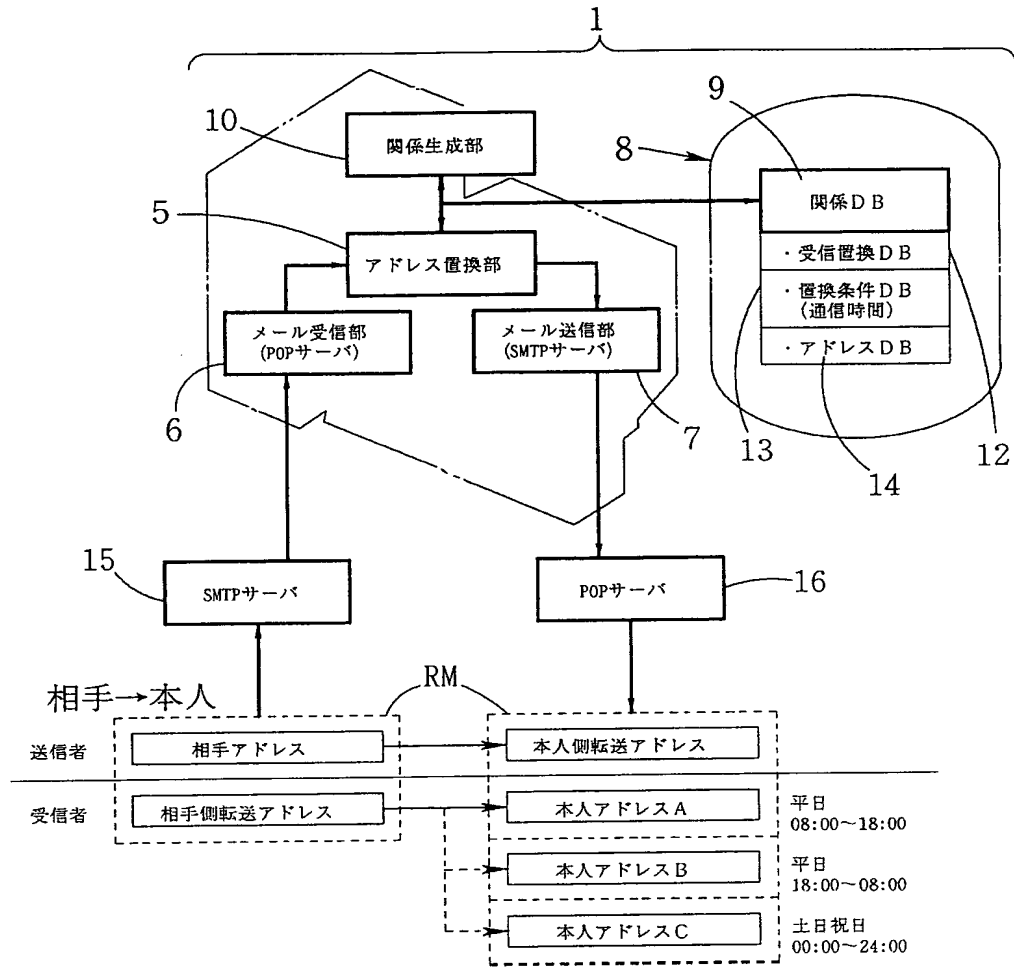 1
9
10
関係生成部
8
関係DB
5
アドレス置換部
・受信置換DB
・置換条件DB
(通信時間)
・アドレスDB
メール受信部
(POPサーバ)
メール送信部
(SMTPサーバ)
6
7
13
12
14
15
SMTPサーバ
POPサーバ
16
相手→本人
RM
送信者
相手アドレス
本人側転送アドレス
受信者
相手側転送アドレス
本人アドレスA
平日
08:00~18:00
本人アドレスB
平日
18:00~08:00
本人アドレスC
土日祝日
00:00~24:00